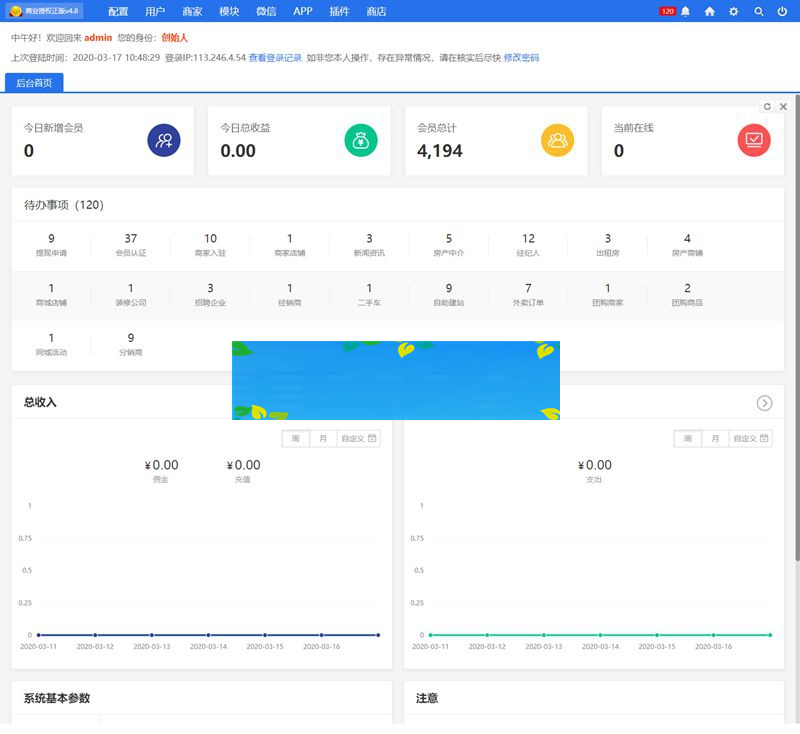 商业授权正版v4.8 配置 用户 商家 模块 微信 APP 插件 商店 120
中午好！欢迎回来 admin 您的身份：创始人
上次登陆时间：2020-03-17 10:48:29 登录IP:113.246.4.54 查看登录记录 如非您本人操作，存在异常情况，请在核实后尽快 修改密码
后台首页
今日新增会员 今日总收益 会员总计 当前在线
0 0.00 4,194 0
待办事项（120）
9 37 10 1 3 5 12 3 4
提现申请 会员认证 商家入驻 商家店铺 新闻资讯 房产中介 经纪人 出租房 房产商铺
1 1 3 1 1 9 7 1 2
商城店铺 装修公司 招聘企业 经销商 二手车 自助建站 外卖订单 团购商家 团购商品
1 9
同城活动 分销商
总收入
周 月 自定义 周 月 自定义
¥0.00 ¥0.00 ¥0.00
佣金 充值 支出
1 1
0.75 0.75
0.5 0.5
0.25 0.25
0 0
2020-03-11 2020-03-12 2020-03-13 2020-03-14 2020-03-15 2020-03-16 2020-03-11 2020-03-12 2020-03-13 2020-03-14 2020-03-15 2020-03-16
系统基本参数 注意